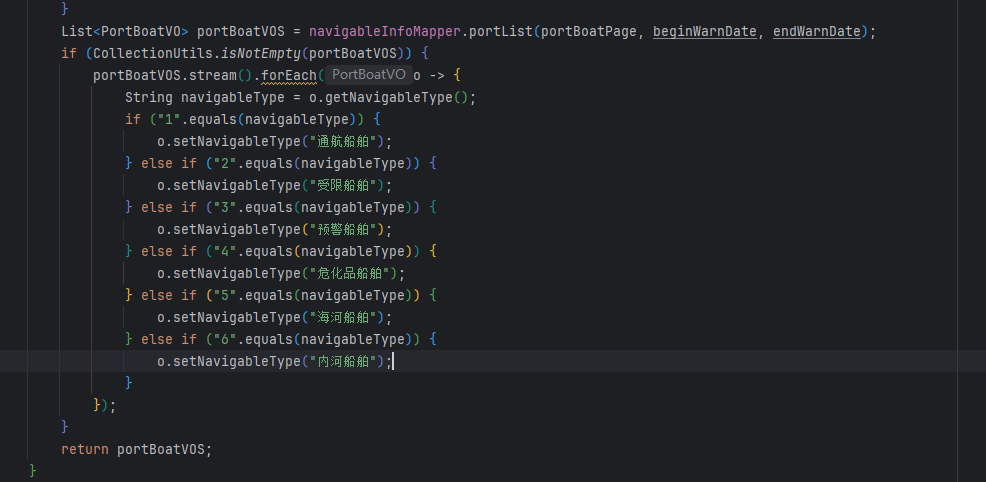 }
List<PortBoatVO> portBoatVOS = navigableInfoMapper.portList(portBoatPage, beginWarnDate, endWarnDate);
if (CollectionUtils.isNotEmpty(portBoatVOS)) {
portBoatVOS.stream().forEach( PortBoatVO o -> {
String navigableType = o.getNavigableType();
if ("1".equals(navigableType)) {
o.setNavigableType("通航船舶");
} else if ("2".equals(navigableType)) {
o.setNavigableType("受限船舶");
} else if ("3".equals(navigableType)) {
o.setNavigableType("预警船舶");
} else if ("4".equals(navigableType)) {
o.setNavigableType("危化品船舶");
} else if ("5".equals(navigableType)) {
o.setNavigableType("海河船舶");
} else if ("6".equals(navigableType)) {
o.setNavigableType("内河船舶");
}
});
}
return portBoatVOS;
}